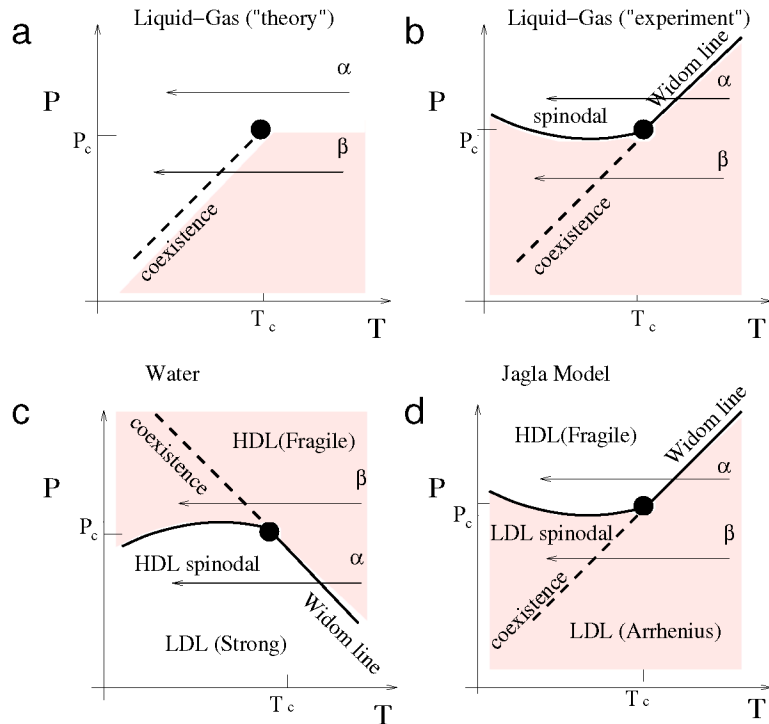 a
Liquid-Gas ("theory")
P
P c
α
β
coexistence
T c
T
b
Liquid-Gas ("experiment")
P
P c
spinodal
Widom line
α
β
coexistence
T c
T
c
Water
P
P c
coexistence
HDL(Fragile)
β
HDL spinodal
α
Widom line
LDL (Strong)
T c
T
d
Jagla Model
P
P c
HDL(Fragile)
Widom line
α
LDL spinodal
β
coexistence
LDL (Arrhenius)
T c
T